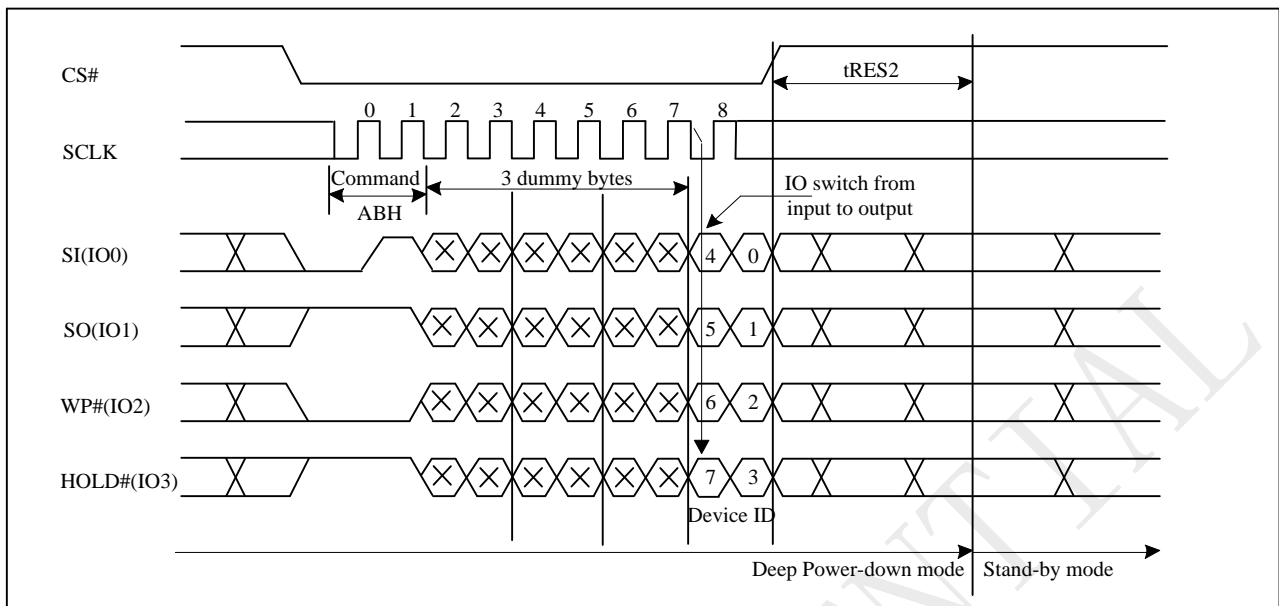 CS#
tRES2
0 1 2 3 4 5 6 7 8
SCLK
Command
ABH
3 dummy bytes
IO switch from
input to output
SI(IO0)
4 0
SO(IO1)
5 1
WP#(IO2)
6 2
HOLD#(IO3)
7 3
Device ID
Deep Power-down mode
Stand-by mode